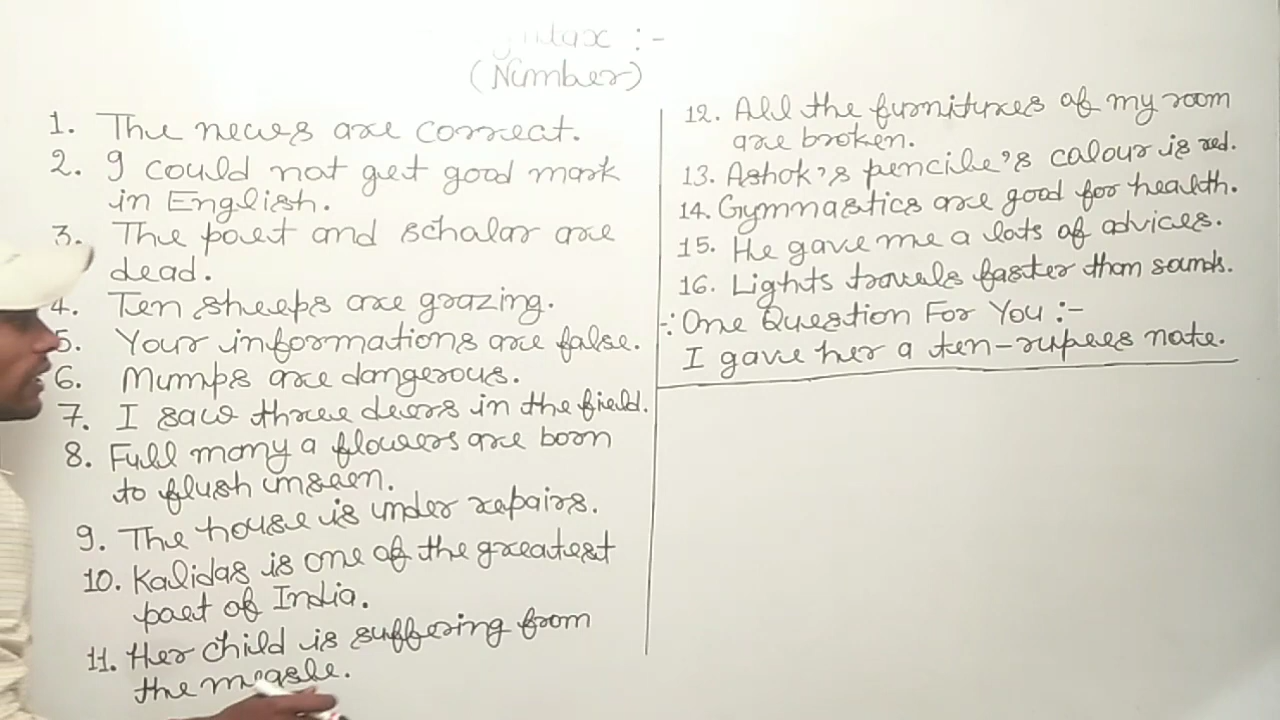 Syntax :-
(Number)
1. The news are correct.
2. I could not get good mark
in English.
3. The poet and scholar are
dead.
4. Ten sheeps are grazing.
5. Your informations are false.
6. Mumps are dangerous.
7. I saw three deers in the field.
8. Full many a flowers are born
to flush unseen.
9. The house is under repairs.
10. Kalidas is one of the greatest
poet of India.
11. Her child is suffering from
the measle.
12. All the furnitures of my room
are broken.
13. Ashok's pencile's colour is red.
14. Gymnastics are good for health.
15. He gave me a lots of advices.
16. Lights travels faster than sounds.
∴ One Question For You :-
I gave her a ten-rupees note.